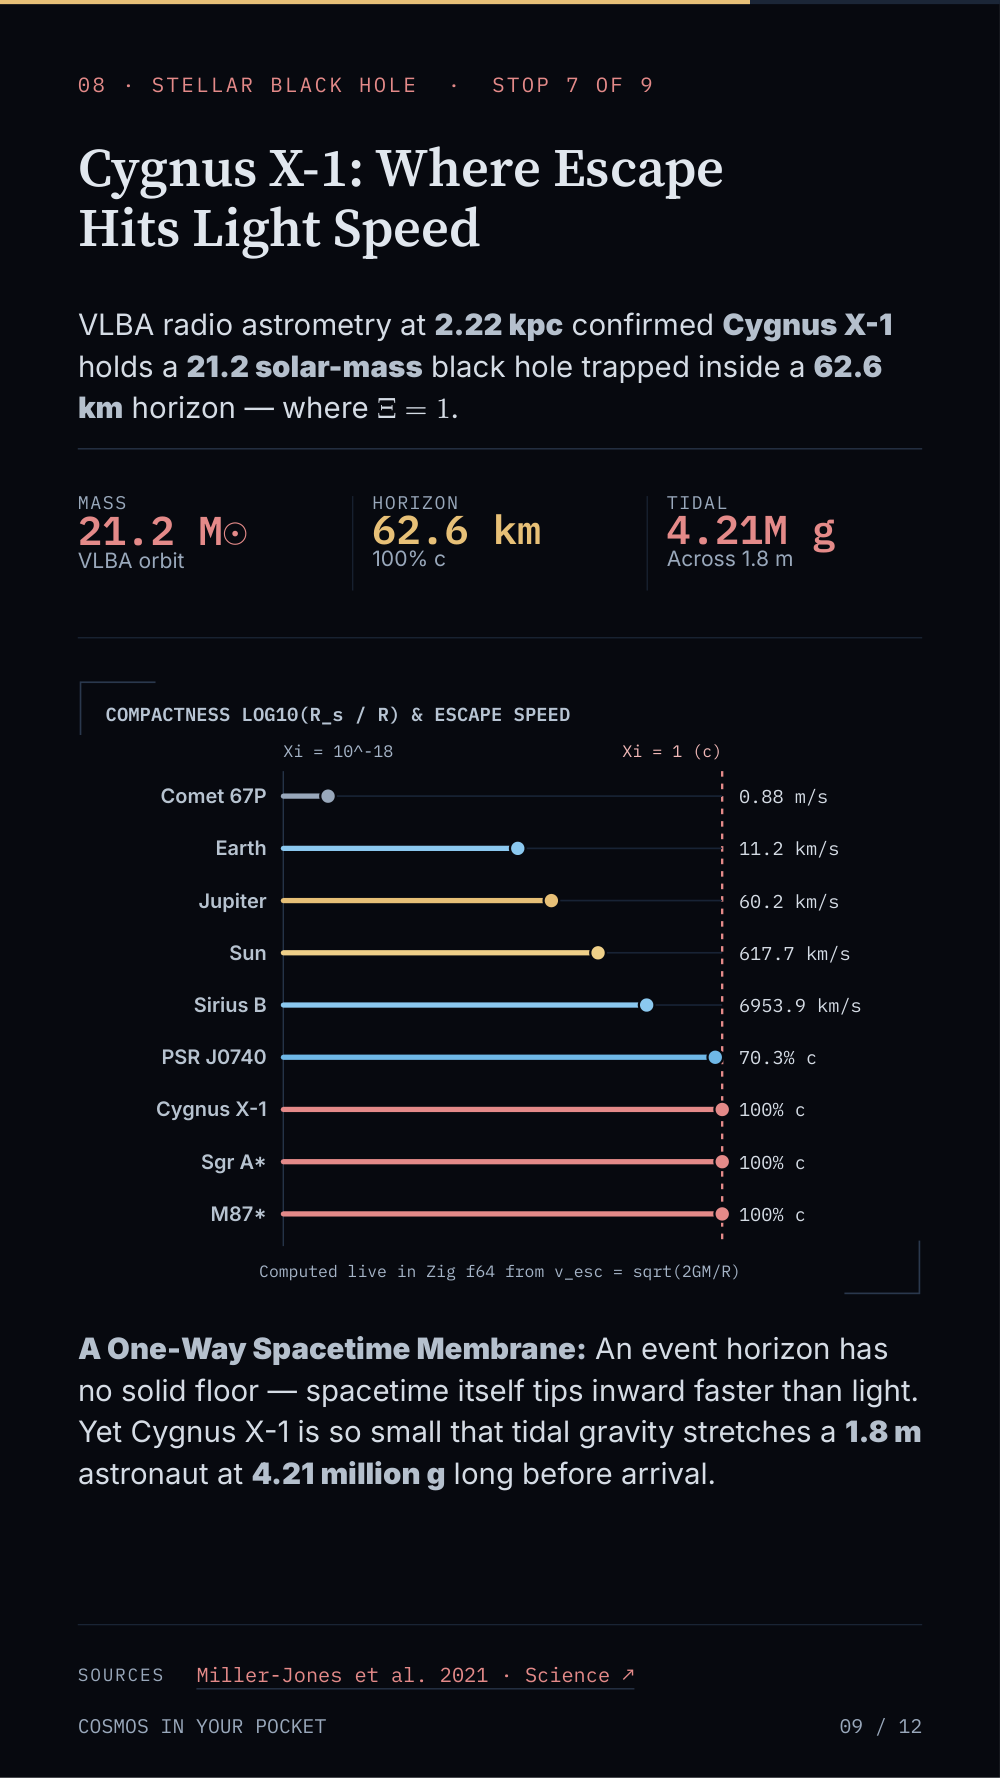 08 · STELLAR BLACK HOLE · STOP 7 OF 9
Cygnus X-1: Where Escape
Hits Light Speed
VLBA radio astrometry at 2.22 kpc confirmed Cygnus X-1
holds a 21.2 solar-mass black hole trapped inside a 62.6
km horizon — where Ξ = 1.
MASS
21.2 M☉
VLBA orbit
HORIZON
62.6 km
100% c
TIDAL
4.21M g
Across 1.8 m
COMPACTNESS LOG10(R_s / R) & ESCAPE SPEED
Xi = 10^-18 Xi = 1 (c)
Comet 67P 0.88 m/s
Earth 11.2 km/s
Jupiter 60.2 km/s
Sun 617.7 km/s
Sirius B 6953.9 km/s
PSR J0740 70.3% c
Cygnus X-1 100% c
Sgr A* 100% c
M87* 100% c
Computed live in Zig f64 from v_esc = sqrt(2GM/R)
A One-Way Spacetime Membrane: An event horizon has
no solid floor — spacetime itself tips inward faster than light.
Yet Cygnus X-1 is so small that tidal gravity stretches a 1.8 m
astronaut at 4.21 million g long before arrival.
SOURCES Miller-Jones et al. 2021 · Science ↗
COSMOS IN YOUR POCKET 09 / 12